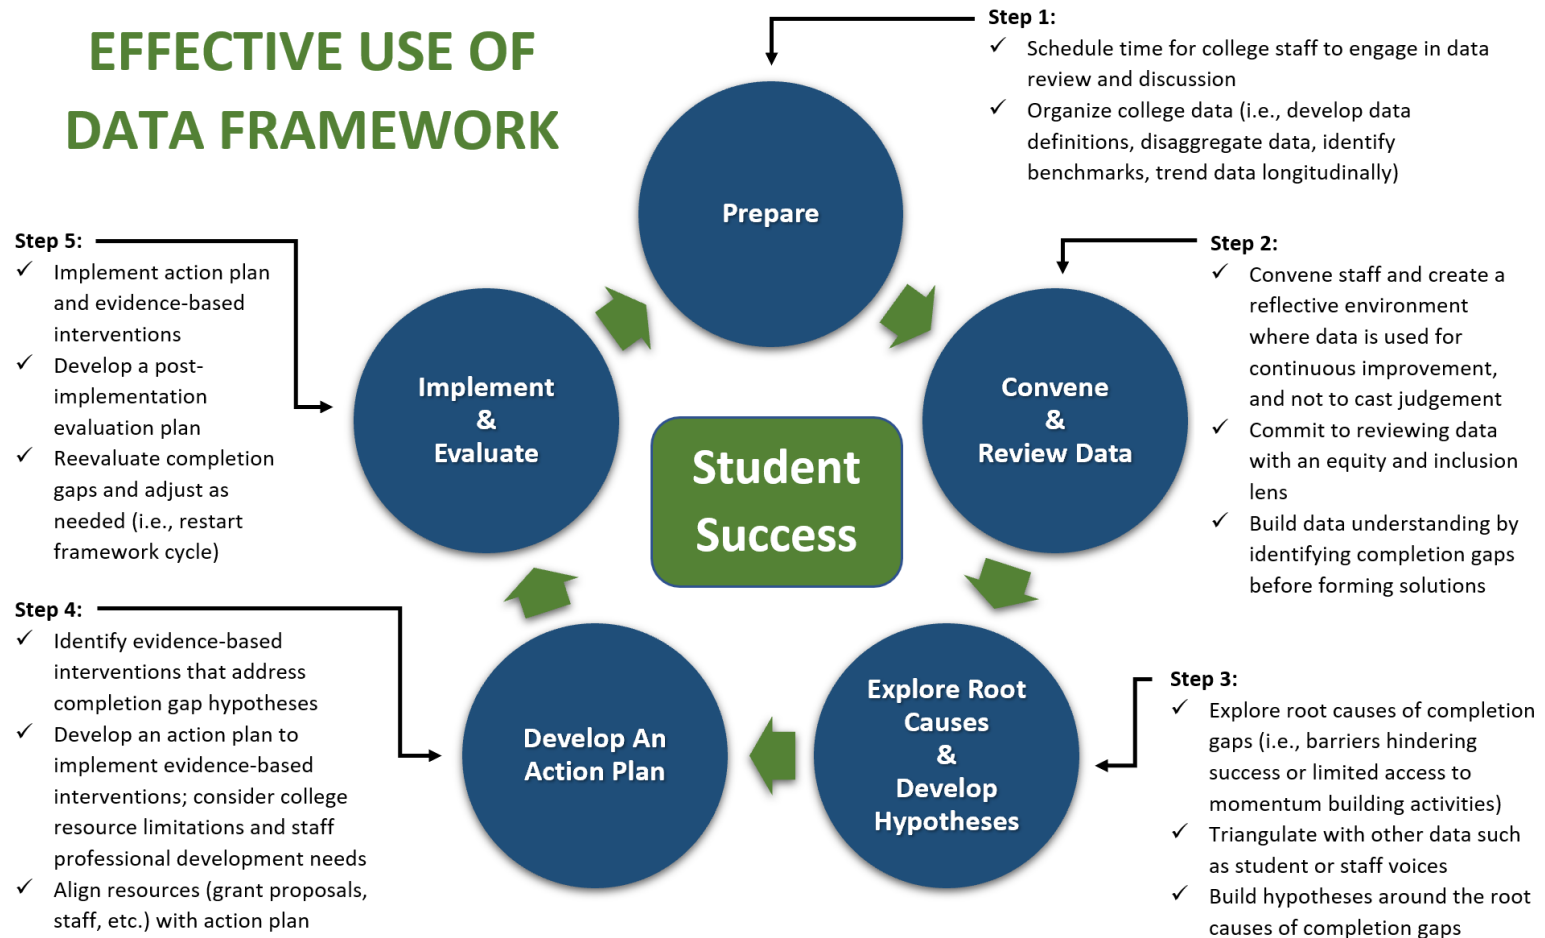 EFFECTIVE USE OF
DATA FRAMEWORK
Step 1:
✓ Schedule time for college staff to engage in data
review and discussion
✓ Organize college data (i.e., develop data
definitions, disaggregate data, identify
benchmarks, trend data longitudinally)
Prepare
Step 2:
✓ Convene staff and create a
reflective environment
where data is used for
continuous improvement,
and not to cast judgement
✓ Commit to reviewing data
with an equity and inclusion
lens
✓ Build data understanding by
identifying completion gaps
before forming solutions
Convene
&
Review Data
Step 3:
✓ Explore root causes of completion
gaps (i.e., barriers hindering
success or limited access to
momentum building activities)
✓ Triangulate with other data such
as student or staff voices
✓ Build hypotheses around the root
causes of completion gaps
Explore Root
Causes
&
Develop
Hypotheses
Step 4:
✓ Identify evidence-based
interventions that address
completion gap hypotheses
✓ Develop an action plan to
implement evidence-based
interventions; consider college
resource limitations and staff
professional development needs
✓ Align resources (grant proposals,
staff, etc.) with action plan
Develop An
Action Plan
Step 5:
✓ Implement action plan
and evidence-based
interventions
✓ Develop a post-
implementation
evaluation plan
✓ Reevaluate completion
gaps and adjust as
needed (i.e., restart
framework cycle)
Implement
&
Evaluate
Student
Success